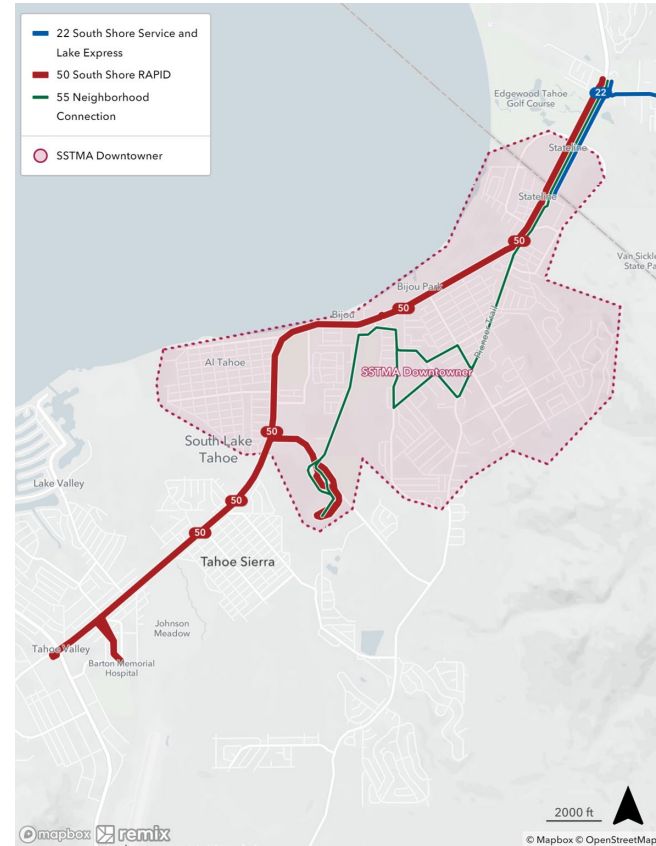 22 South Shore Service and
Lake Express
50 South Shore RAPID
55 Neighborhood
Connection
SSTMA Downtowner
22
Edgewood Tahoe
Golf Course
Stateline
Stateline
50
Van Sickle
State Pa
Bijou Park
50
Bijou
Pioneer Trail
Al Tahoe
SSTMA Downtowner
50
South Lake
Tahoe
Lake Valley
50
50
Tahoe Sierra
Johnson
Meadow
Tahoe Valley
Barton Memorial
Hospital
2000 ft
mapbox remix
© Mapbox © OpenStreetMap